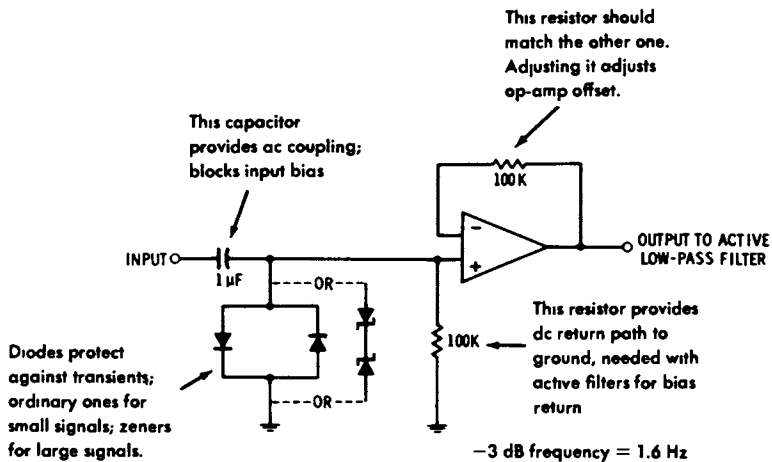 This resistor should
match the other one.
Adjusting it adjusts
op-amp offset.
This capacitor
provides ac coupling;
blocks input bias
100K
-
+
INPUT
1 µF
OR
OUTPUT TO ACTIVE
LOW-PASS FILTER
100K
This resistor provides
dc return path to
ground, needed with
active filters for bias
return
Diodes protect
against transients;
ordinary ones for
small signals; zeners
for large signals.
OR
−3 dB frequency = 1.6 Hz